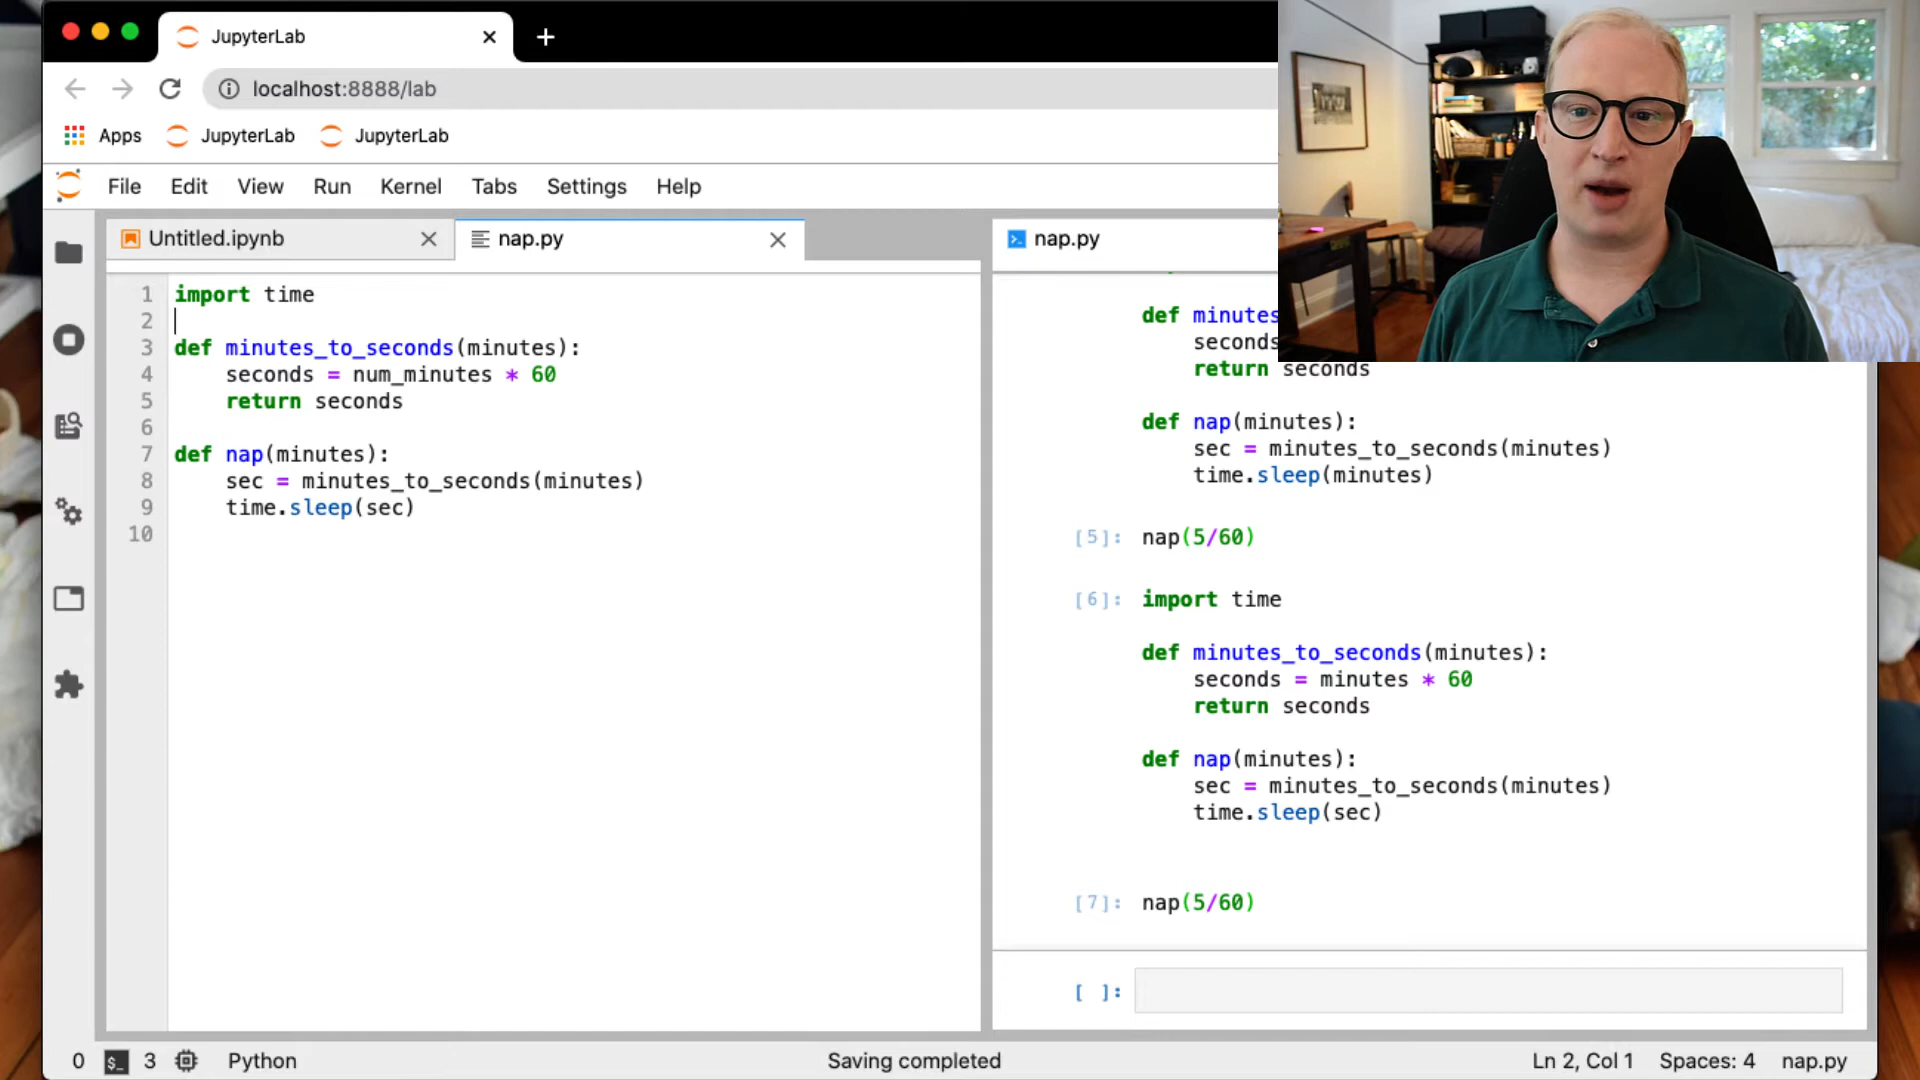 JupyterLab
localhost:8888/lab
Apps JupyterLab JupyterLab
File Edit View Run Kernel Tabs Settings Help
Untitled.ipynb nap.py
1 import time
2
3 def minutes_to_seconds(minutes):
4 seconds = num_minutes * 60
5 return seconds
6
7 def nap(minutes):
8 sec = minutes_to_seconds(minutes)
9 time.sleep(sec)
10
nap.py
def minutes
seconds
return seconds
def nap(minutes):
sec = minutes_to_seconds(minutes)
time.sleep(minutes)
[5]: nap(5/60)
[6]: import time
def minutes_to_seconds(minutes):
seconds = minutes * 60
return seconds
def nap(minutes):
sec = minutes_to_seconds(minutes)
time.sleep(sec)
[7]: nap(5/60)
[ ]:
0 $_ 3 Python Saving completed Ln 2, Col 1 Spaces: 4 nap.py